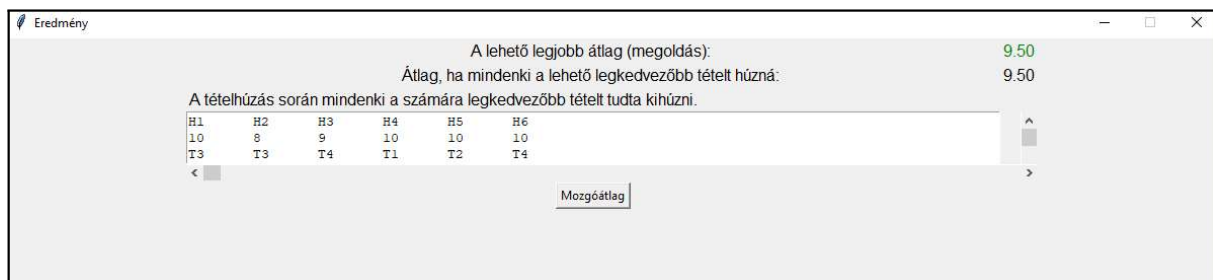 Eredmény
A lehető legjobb átlag (megoldás): 9.50
Átlag, ha mindenki a lehető legkedvezőbb tételt húzná: 9.50
A tételhúzás során mindenki a számára legkedvezőbb tételt tudta kihúzni.
H1 H2 H3 H4 H5 H6
10 8 9 10 10 10
T3 T3 T4 T1 T2 T4
Mozgóátlag